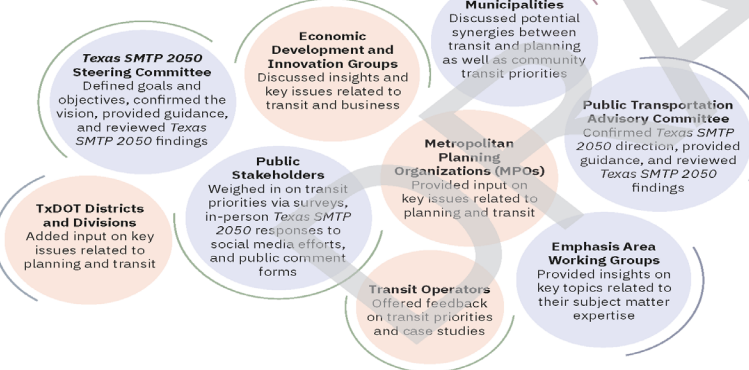 Texas SMTP 2050
Steering Committee
Defined goals and
objectives, confirmed the
vision, provided guidance,
and reviewed Texas
SMTP 2050 findings
Economic
Development and
Innovation Groups
Discussed insights and
key issues related to
transit and business
Municipalities
Discussed potential
synergies between
transit and planning
as well as community
transit priorities
Public Transportation
Advisory Committee
Confirmed Texas SMTP
2050 direction, provided
guidance, and reviewed
Texas SMTP 2050
findings
TxDOT Districts
and Divisions
Added input on key
issues related to
planning and transit
Public
Stakeholders
Weighed in on transit
priorities via surveys,
in-person Texas SMTP
2050 responses to
social media efforts,
and public comment
forms
Metropolitan
Planning
Organizations (MPOs)
Provided input on
key issues related to
planning and transit
Transit Operators
Offered feedback
on transit priorities
and case studies
Emphasis Area
Working Groups
Provided insights on
key topics related to
their subject matter
expertise